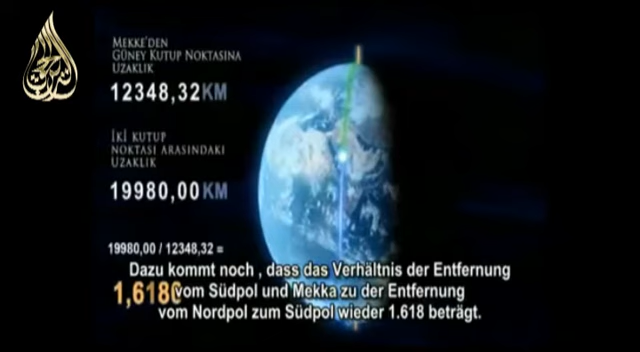 MEKKE'DEN
GÜNEY KUTUP NOKTASINA
UZAKLIK
12348,32KM
İKİ KUTUP
NOKTASI ARASINDAKİ
UZAKLIK
19980,00KM
19980,00 / 12348,32 =
1,6180
Dazu kommt noch , dass das Verhältnis der Entfernung
vom Südpol und Mekka zu der Entfernung
vom Nordpol zum Südpol wieder 1.618 beträgt.